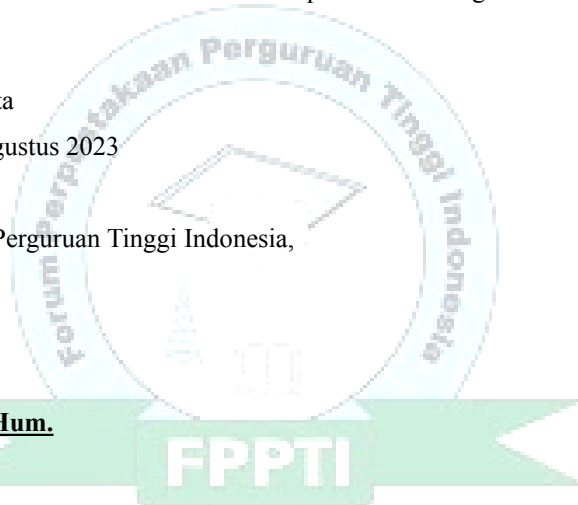 ta
gustus 2023
Perguruan Tinggi Indonesia,
Hum.
Forum Perpustakaan Perguruan Tinggi Indonesia
FPPTI